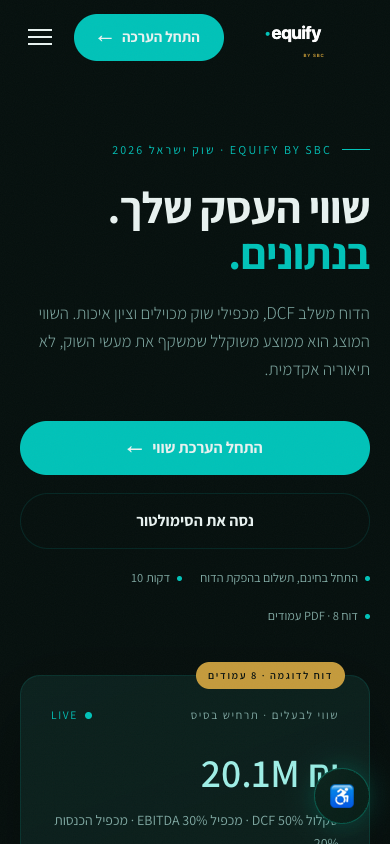 equify
BY SBC
התחל הערכה ←
EQUIFY BY SBC · שוק ישראל 2026
שווי העסק שלך.
בנתונים.
הדוח משלב DCF, מכפילי שוק מכוילים וציון איכות. השווי
המוצג הוא ממוצע משוקלל שמשקף את מעשי השוק, לא
תיאוריה אקדמית.
התחל הערכת שווי ←
נסה את הסימולטור
התחל בחינם, תשלום בהפקת הדוח
10 דקות
דוח PDF · 8 עמודים
דוח לדוגמה · 8 עמודים
שווי לבעלים · תרחיש בסיס
LIVE
₪ 20.1M
שקלול DCF 50% · מכפיל EBITDA 30% · מכפיל הכנסות
20%